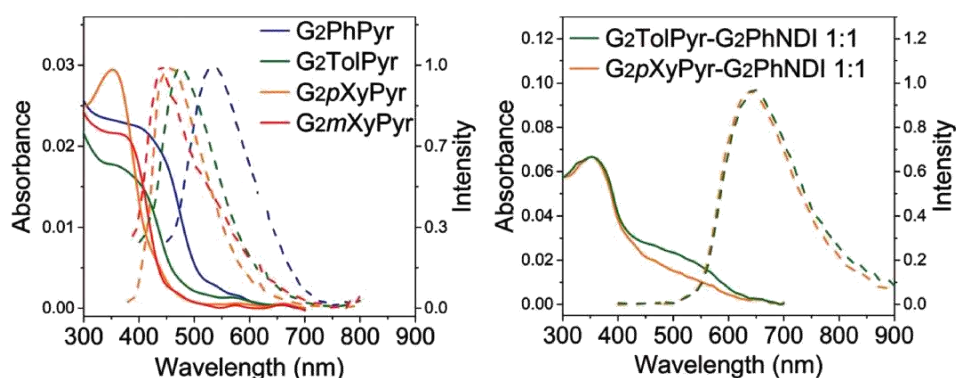 G2PhPyr
G2TolPyr
G2pXyPyr
G2mXyPyr
0.03
0.02
0.01
0.00
1.0
0.7
0.3
0.0
Absorbance
Intensity
300 400 500 600 700 800 900
Wavelength (nm)
G2TolPyr-G2PhNDI 1:1
G2pXyPyr-G2PhNDI 1:1
0.12
0.10
0.08
0.06
0.04
0.02
0.00
1.2
1.0
0.8
0.6
0.4
0.2
0.0
Absorbance
Intensity
300 400 500 600 700 800 900
Wavelength (nm)